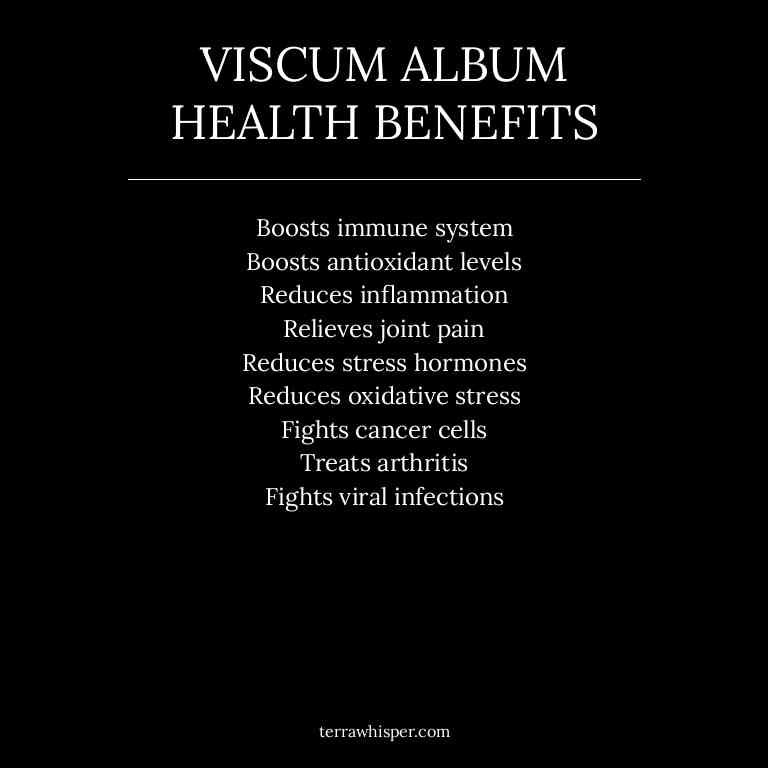 VISCUM ALBUM
HEALTH BENEFITS
Boosts immune system
Boosts antioxidant levels
Reduces inflammation
Relieves joint pain
Reduces stress hormones
Reduces oxidative stress
Fights cancer cells
Treats arthritis
Fights viral infections
terrawhisper.com